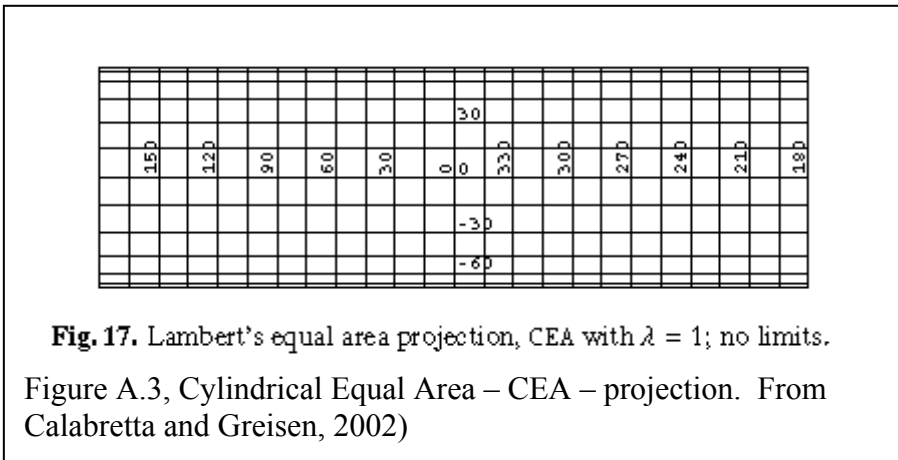 30
150 120 90 60 30 0 0 330 300 270 240 210 180
-30
-60
Fig. 17. Lambert's equal area projection, CEA with λ = 1; no limits.
Figure A.3, Cylindrical Equal Area – CEA – projection. From
Calabretta and Greisen, 2002)